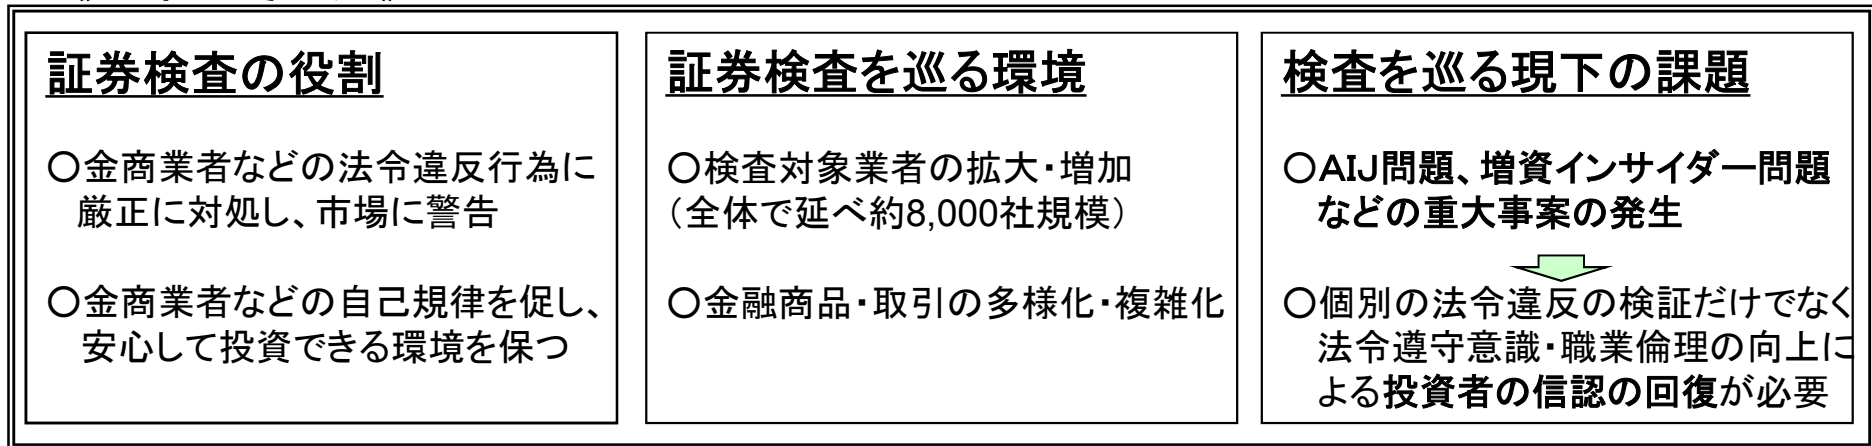 証券検査の役割
〇金商業者などの法令違反行為に
厳正に対処し、市場に警告
〇金商業者などの自己規律を促し、
安心して投資できる環境を保つ
証券検査を巡る環境
〇検査対象業者の拡大・増加
（全体で延べ約8,000社規模）
〇金融商品・取引の多様化・複雑化
検査を巡る現下の課題
〇AIJ問題、増資インサイダー問題
などの重大事案の発生
〇個別の法令違反の検証だけでなく
法令遵守意識・職業倫理の向上に
よる投資者の信認の回復が必要